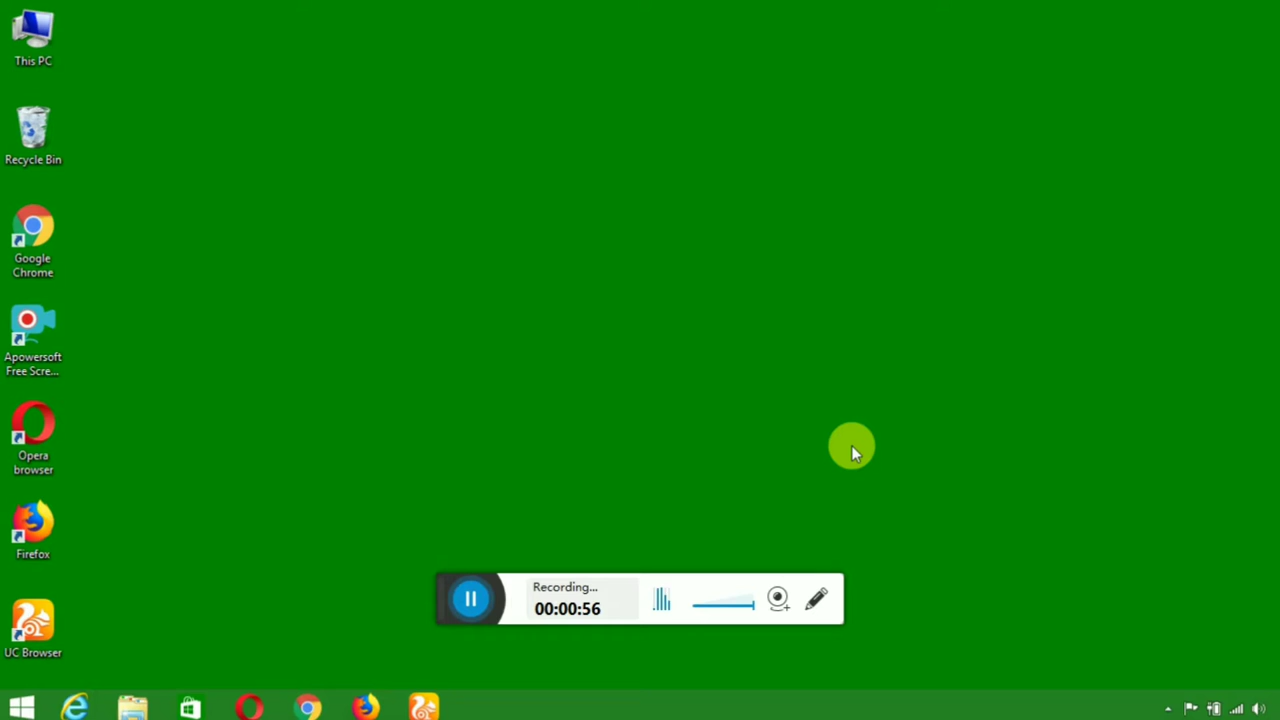 This PC
Recycle Bin
Google
Chrome
Apowersoft
Free Scre...
Opera
browser
Firefox
UC Browser
Recording...
00:00:56